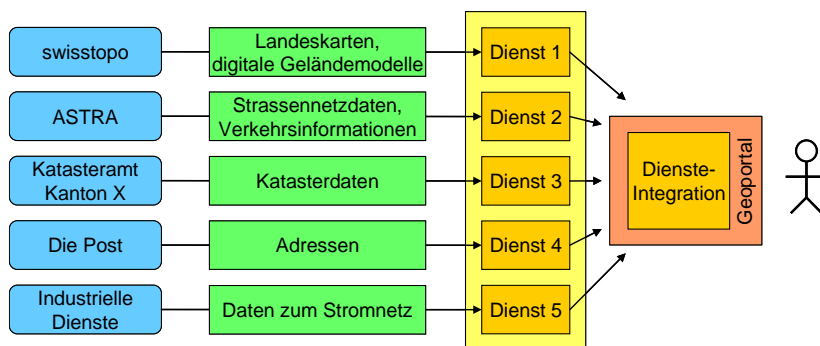 swisstopo
Landeskarten,
digitale Geländemodelle
Dienst 1
ASTRA
Strassennetzdaten,
Verkehrsinformationen
Dienst 2
Katasteramt
Kanton X
Katasterdaten
Dienst 3
Die Post
Adressen
Dienst 4
Industrielle
Dienste
Daten zum Stromnetz
Dienst 5
Dienste-
Integration
Geoportal